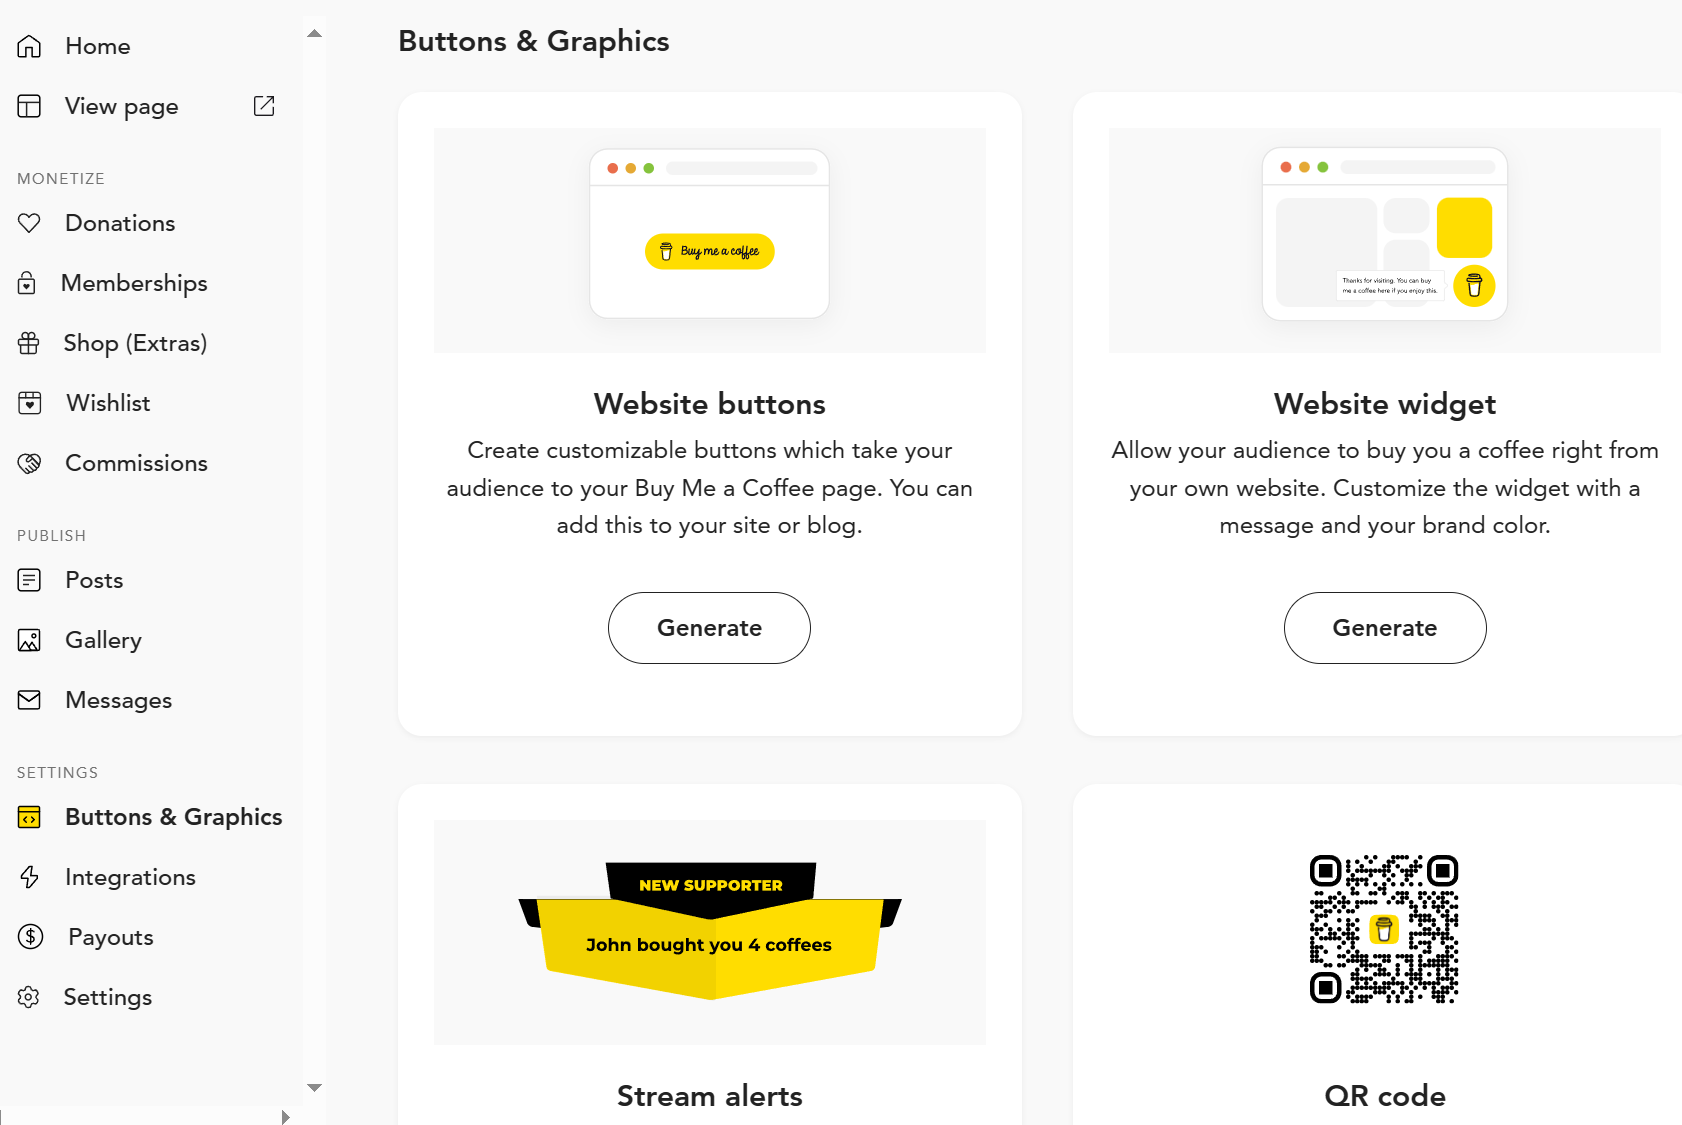 Home
View page
MONETIZE
Donations
Memberships
Shop (Extras)
Wishlist
Commissions
PUBLISH
Posts
Gallery
Messages
SETTINGS
Buttons & Graphics
Integrations
Payouts
Settings
Buttons & Graphics
Buy me a coffee
Website buttons
Create customizable buttons which take your
audience to your Buy Me a Coffee page. You can
add this to your site or blog.
Generate
Thanks for visiting. You can buy
me a coffee here if you enjoy this.
Website widget
Allow your audience to buy you a coffee right from
your own website. Customize the widget with a
message and your brand color.
Generate
NEW SUPPORTER
John bought you 4 coffees
Stream alerts
QR code